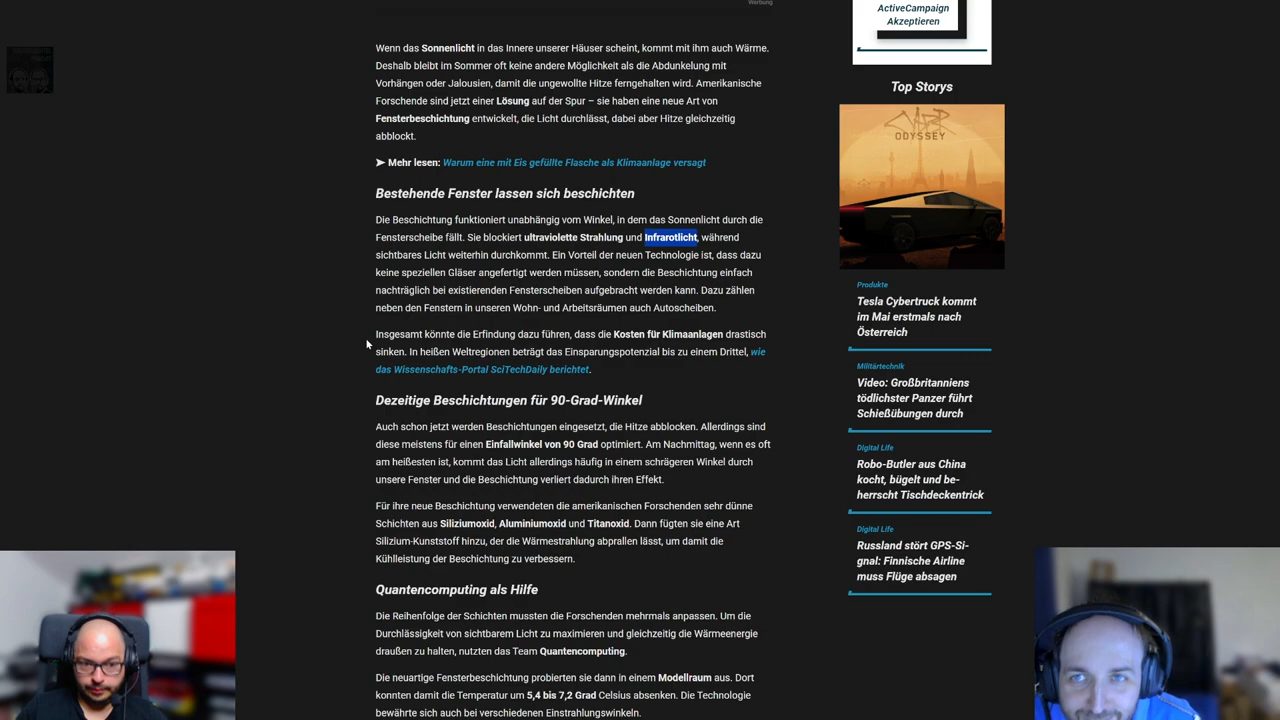 Werbung
ActiveCampaign
Akzeptieren
Wenn das Sonnenlicht in das Innere unserer Häuser scheint, kommt mit ihm auch Wärme.
Deshalb bleibt im Sommer oft keine andere Möglichkeit als die Abdunkelung mit
Vorhängen oder Jalousien, damit die ungewollte Hitze ferngehalten wird. Amerikanische
Forschende sind jetzt einer Lösung auf der Spur – sie haben eine neue Art von
Fensterbeschichtung entwickelt, die Licht durchlässt, dabei aber Hitze gleichzeitig
abblockt.
➤ Mehr lesen: Warum eine mit Eis gefüllte Flasche als Klimaanlage versagt
Bestehende Fenster lassen sich beschichten
Die Beschichtung funktioniert unabhängig vom Winkel, in dem das Sonnenlicht durch die
Fensterscheibe fällt. Sie blockiert ultraviolette Strahlung und Infrarotlicht, während
sichtbares Licht weiterhin durchkommt. Ein Vorteil der neuen Technologie ist, dass dazu
keine speziellen Gläser angefertigt werden müssen, sondern die Beschichtung einfach
nachträglich bei existierenden Fensterscheiben aufgebracht werden kann. Dazu zählen
neben den Fenstern in unseren Wohn- und Arbeitsräumen auch Autoscheiben.
Insgesamt könnte die Erfindung dazu führen, dass die Kosten für Klimaanlagen drastisch
sinken. In heißen Weltregionen beträgt das Einsparungspotenzial bis zu einem Drittel, wie
das Wissenschafts-Portal SciTechDaily berichtet.
Dezeitige Beschichtungen für 90-Grad-Winkel
Auch schon jetzt werden Beschichtungen eingesetzt, die Hitze abblocken. Allerdings sind
diese meistens für einen Einfallwinkel von 90 Grad optimiert. Am Nachmittag, wenn es oft
am heißesten ist, kommt das Licht allerdings häufig in einem schrägeren Winkel durch
unsere Fenster und die Beschichtung verliert dadurch ihren Effekt.
Für ihre neue Beschichtung verwendeten die amerikanischen Forschenden sehr dünne
Schichten aus Siliziumoxid, Aluminiumoxid und Titanoxid. Dann fügten sie eine Art
Silizium-Kunststoff hinzu, der die Wärmestrahlung abprallen lässt, um damit die
Kühlleistung der Beschichtung zu verbessern.
Quantencomputing als Hilfe
Die Reihenfolge der Schichten mussten die Forschenden mehrmals anpassen. Um die
Durchlässigkeit von sichtbarem Licht zu maximieren und gleichzeitig die Wärmeenergie
draußen zu halten, nutzten das Team Quantencomputing.
Die neuartige Fensterbeschichtung probierten sie dann in einem Modellraum aus. Dort
konnten damit die Temperatur um 5,4 bis 7,2 Grad Celsius absenken. Die Technologie
bewährte sich auch bei verschiedenen Einstrahlungswinkeln.
Top Storys
ODYSSEY
Produkte
Tesla Cybertruck kommt
im Mai erstmals nach
Österreich
Militärtechnik
Video: Großbritanniens
tödlichster Panzer führt
Schießübungen durch
Digital Life
Robo-Butler aus China
kocht, bügelt und be-
herrscht Tischdeckentrick
Digital Life
Russland stört GPS-Si-
gnal: Finnische Airline
muss Flüge absagen